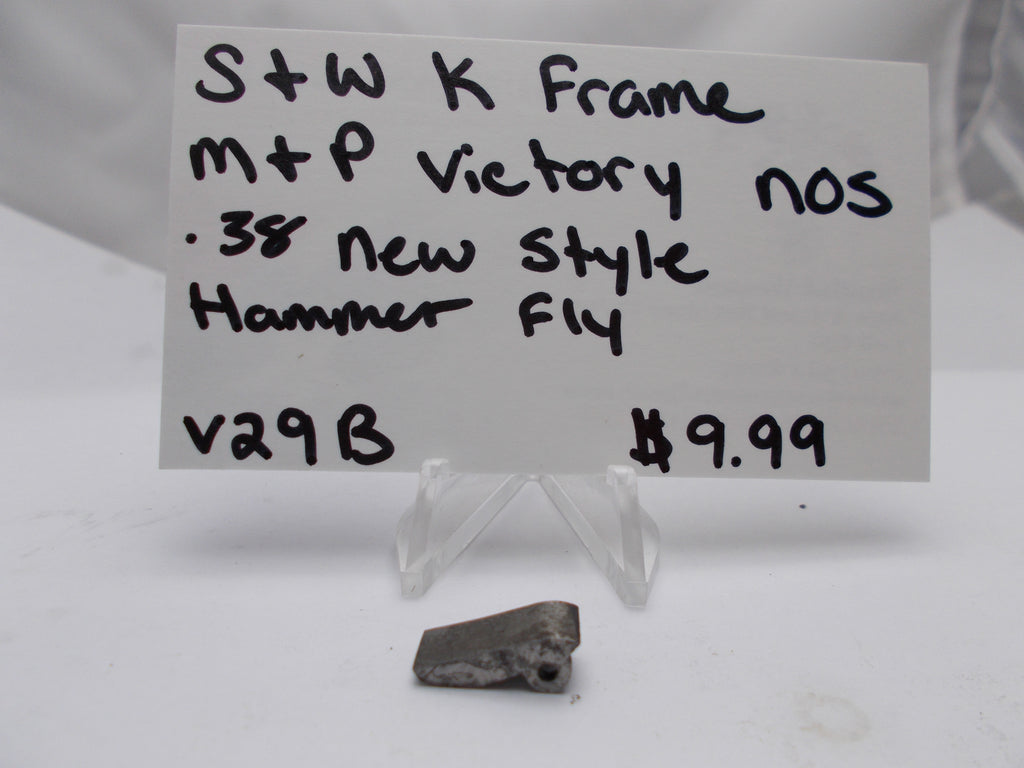 S+W K Frame
M+P Victory NOS
.38 New Style
Hammer Fly
V29B $9.99